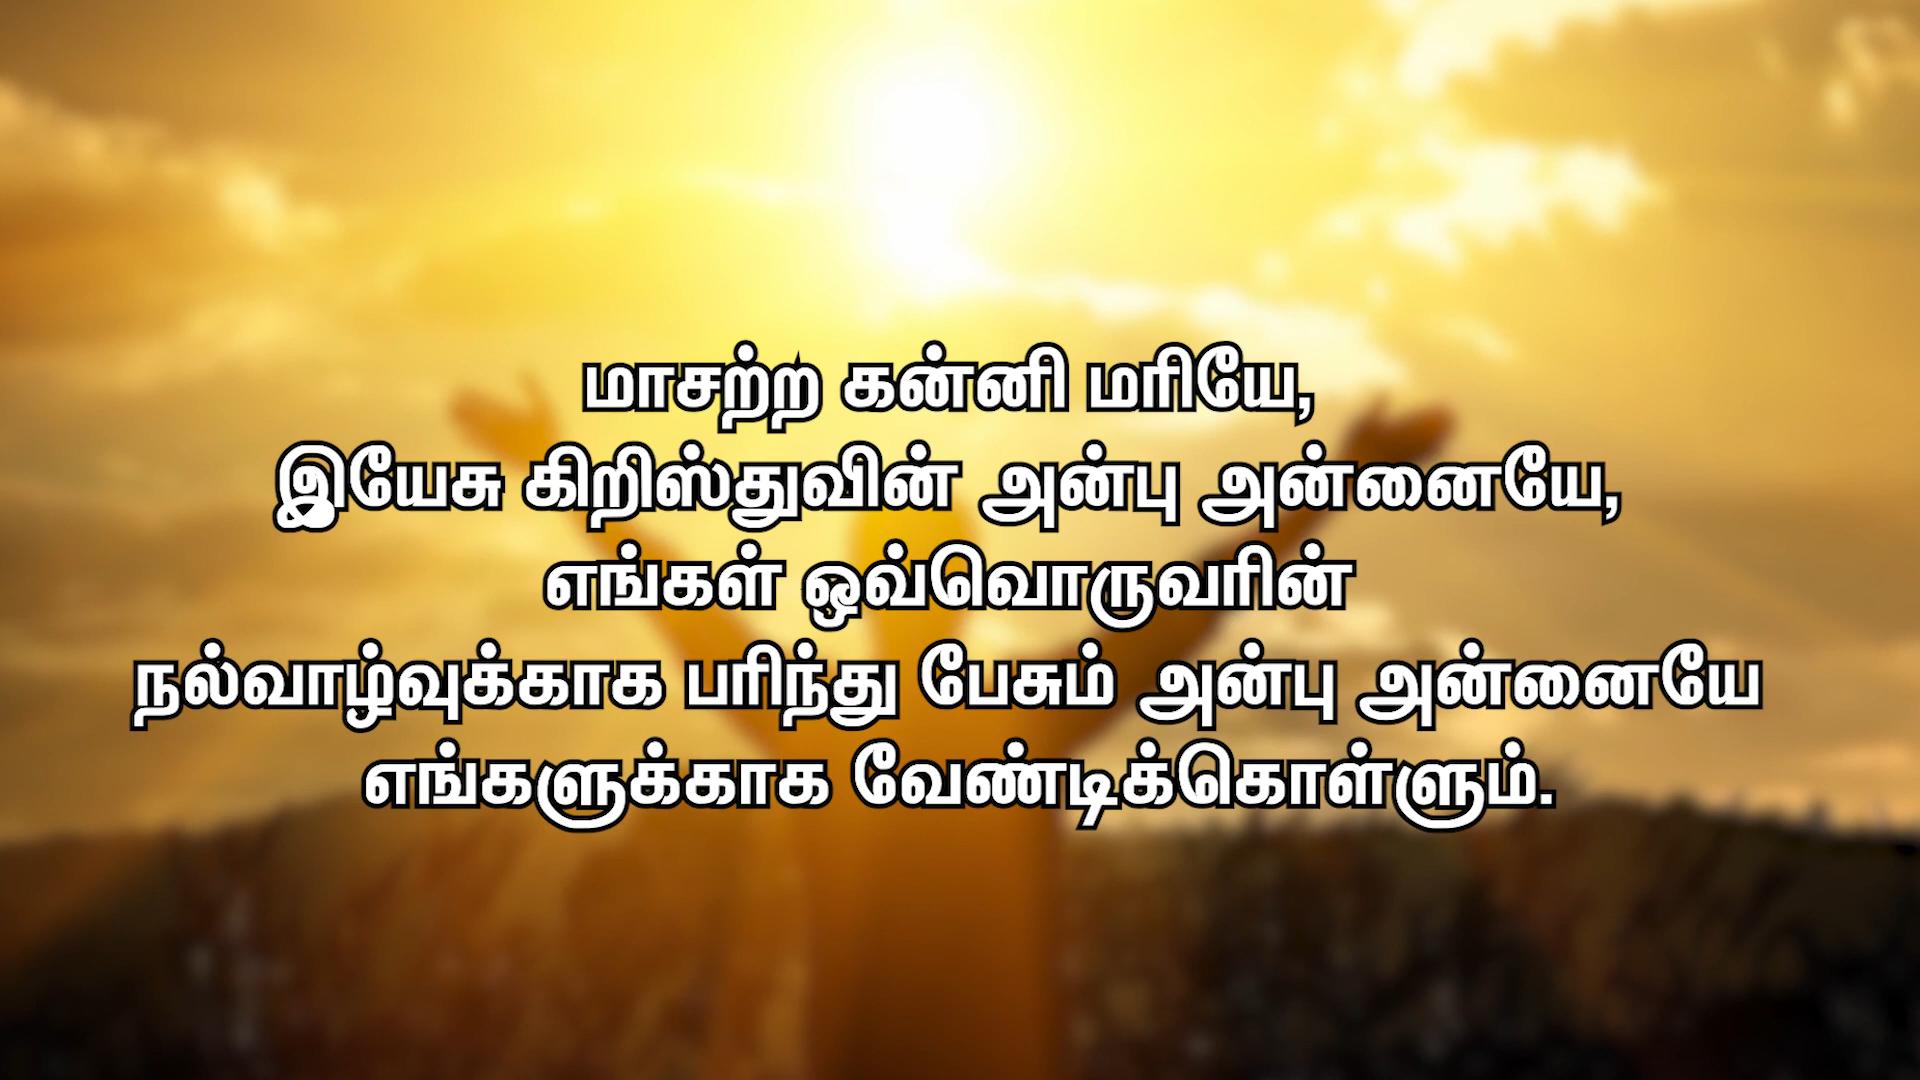 மாசற்ற கன்னி மரியே,
இயேசு கிறிஸ்துவின் அன்பு அன்னையே,
எங்கள் ஒவ்வொருவரின்
நல்வாழ்வுக்காக பரிந்து பேசும் அன்பு அன்னையே
எங்களுக்காக வேண்டிக்கொள்ளும்.